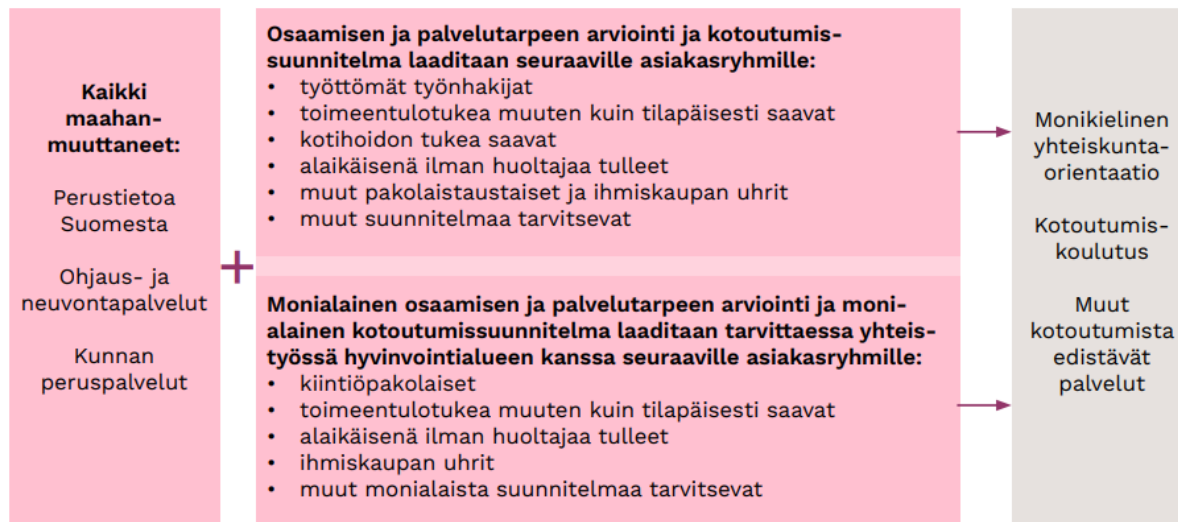 Kaikki
maahan-
muuttaneet:
Perustietoa
Suomesta
Ohjaus- ja
neuvontapalvelut
Kunnan
peruspalvelut
+
Osaamisen ja palvelutarpeen arviointi ja kotoutumis-
suunnitelma laaditaan seuraaville asiakasryhmille:
• työttömät työnhakijat
• toimeentulotukea muuten kuin tilapäisesti saavat
• kotihoidon tukea saavat
• alaikäisenä ilman huoltajaa tulleet
• muut pakolaistaustaiset ja ihmiskaupan uhrit
• muut suunnitelmaa tarvitsevat
Monialainen osaamisen ja palvelutarpeen arviointi ja moni-
alainen kotoutumissuunnitelma laaditaan tarvittaessa yhteis-
työssä hyvinvointialueen kanssa seuraaville asiakasryhmille:
• kiintiöpakolaiset
• toimeentulotukea muuten kuin tilapäisesti saavat
• alaikäisenä ilman huoltajaa tulleet
• ihmiskaupan uhrit
• muut monialaista suunnitelmaa tarvitsevat
Monikielinen
yhteiskunta-
orientaatio
Kotoutumis-
koulutus
Muut
kotoutumista
edistävät
palvelut